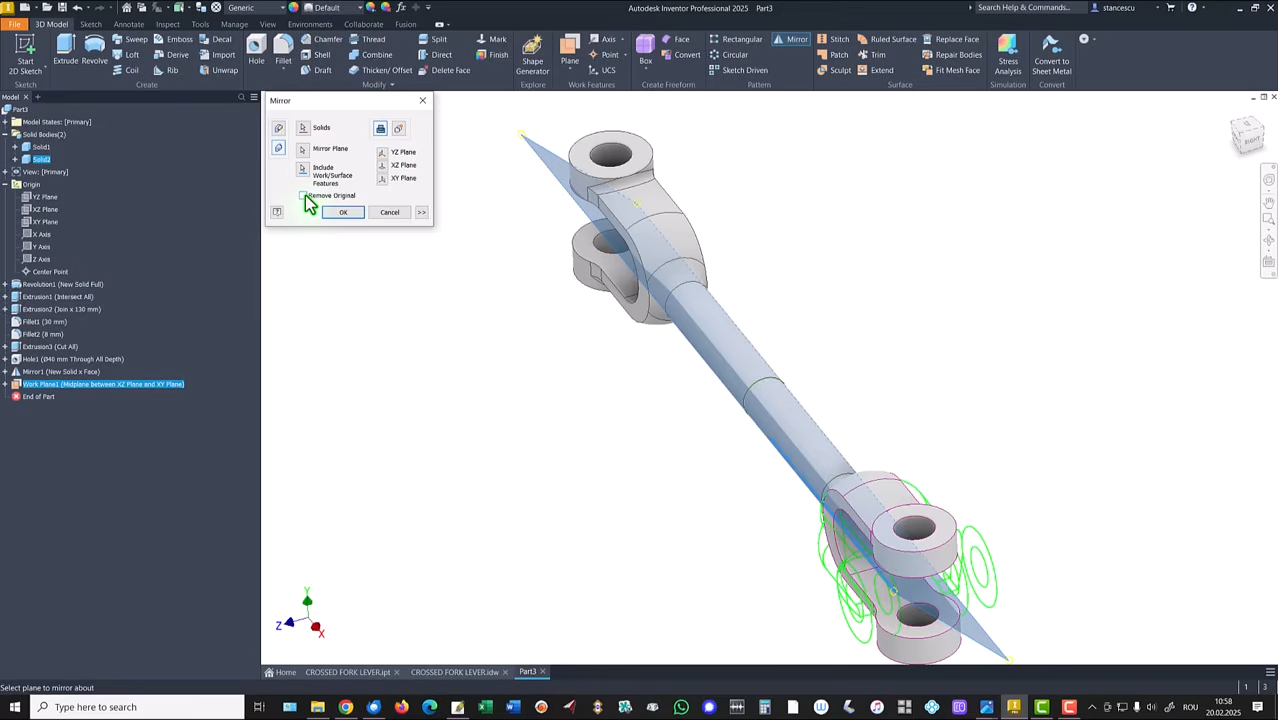 Generic
Default
Autodesk Inventor Professional 2025 Part3
Search Help & Commands...
stancescu
File
3D Model
Sketch
Annotate
Inspect
Tools
Manage
View
Environments
Collaborate
Fusion
Start
2D Sketch
Sketch
Extrude
Revolve
Sweep
Loft
Coil
Emboss
Derive
Rib
Decal
Import
Unwrap
Create
Hole
Fillet
Chamfer
Shell
Draft
Thread
Combine
Thicken/ Offset
Split
Direct
Delete Face
Modify
Mark
Finish
Shape
Generator
Explore
Plane
Axis
Point
UCS
Work Features
Box
Face
Convert
Create Freeform
Rectangular
Circular
Sketch Driven
Mirror
Pattern
Stitch
Patch
Sculpt
Ruled Surface
Trim
Extend
Replace Face
Repair Bodies
Fit Mesh Face
Surface
Stress
Analysis
Simulation
Convert to
Sheet Metal
Convert
Model
Part3
Model States: [Primary]
Solid Bodies(2)
Solid1
Solid2
View: [Primary]
Origin
YZ Plane
XZ Plane
XY Plane
X Axis
Y Axis
Z Axis
Center Point
Revolution1 (New Solid Full)
Extrusion1 (Intersect All)
Extrusion2 (Join x 130 mm)
Fillet1 (30 mm)
Fillet2 (8 mm)
Extrusion3 (Cut All)
Hole1 (Ø40 mm Through All Depth)
Mirror1 (New Solid x Face)
Work Plane1 (Midplane between XZ Plane and XY Plane)
End of Part
Mirror
Solids
Mirror Plane
Include
Work/Surface
Features
Remove Original
YZ Plane
XZ Plane
XY Plane
OK
Cancel
>>
Y
Z
X
Home
CROSSED FORK LEVER.ipt
CROSSED FORK LEVER.idw
Part3
Select plane to mirror about
1
3
Type here to search
ROU
10:58
20.02.2025